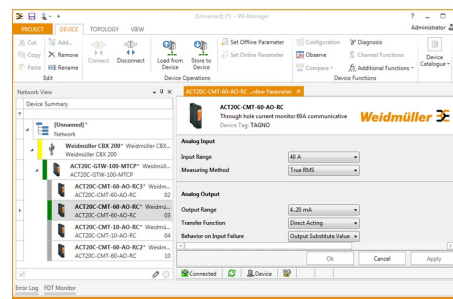 [Unnamed] (*) - WI-Manager
PROJECT DEVICE TOPOLOGY VIEW Administrator
Cut Add... Connect Disconnect Load from Device Store to Device Set Offline Parameter Configuration Diagnosis Device Catalogue
Copy Remove Set Online Parameter Observe Channel Functions
Paste Rename Compare Additional Functions
Edit Device Operations Device Functions
Network View
ACT20C-CMT-60-AO-RC ...nline Parameter
Device Summary
ACT20C-CMT-60-AO-RC
Through hole current monitor 60A communicative
Device Tag: TAGNO
Weidmüller
[Unnamed]*
Network
Weidmüller CBX 200* Weidmüller CBX...
Weidmüller CBX 200
ACT20C-GTW-100-MTCP* Weidmül...
ACT20C-GTW-100-MTCP
ACT20C-CMT-60-AO-RC3* Weidm...
ACT20C-CMT-60-AO-RC 02
ACT20C-CMT-60-AO-RC* Weidmü...
ACT20C-CMT-60-AO-RC 03
ACT20C-CMT-10-AO-RC* Weidmü...
ACT20C-CMT-10-AO-RC 04
ACT20C-CMT-60-AO-RC2* Weidm...
ACT20C-CMT-60-AO-RC 10
Analog Input
Input Range 40 A
Measuring Method True RMS
Analog Output
Output Range 4..20 mA
Transfer Function Direct Acting
Behavior on Input Failure Output Substitute Value
Ok Cancel Apply
Connected Device
Error Log FDT Monitor